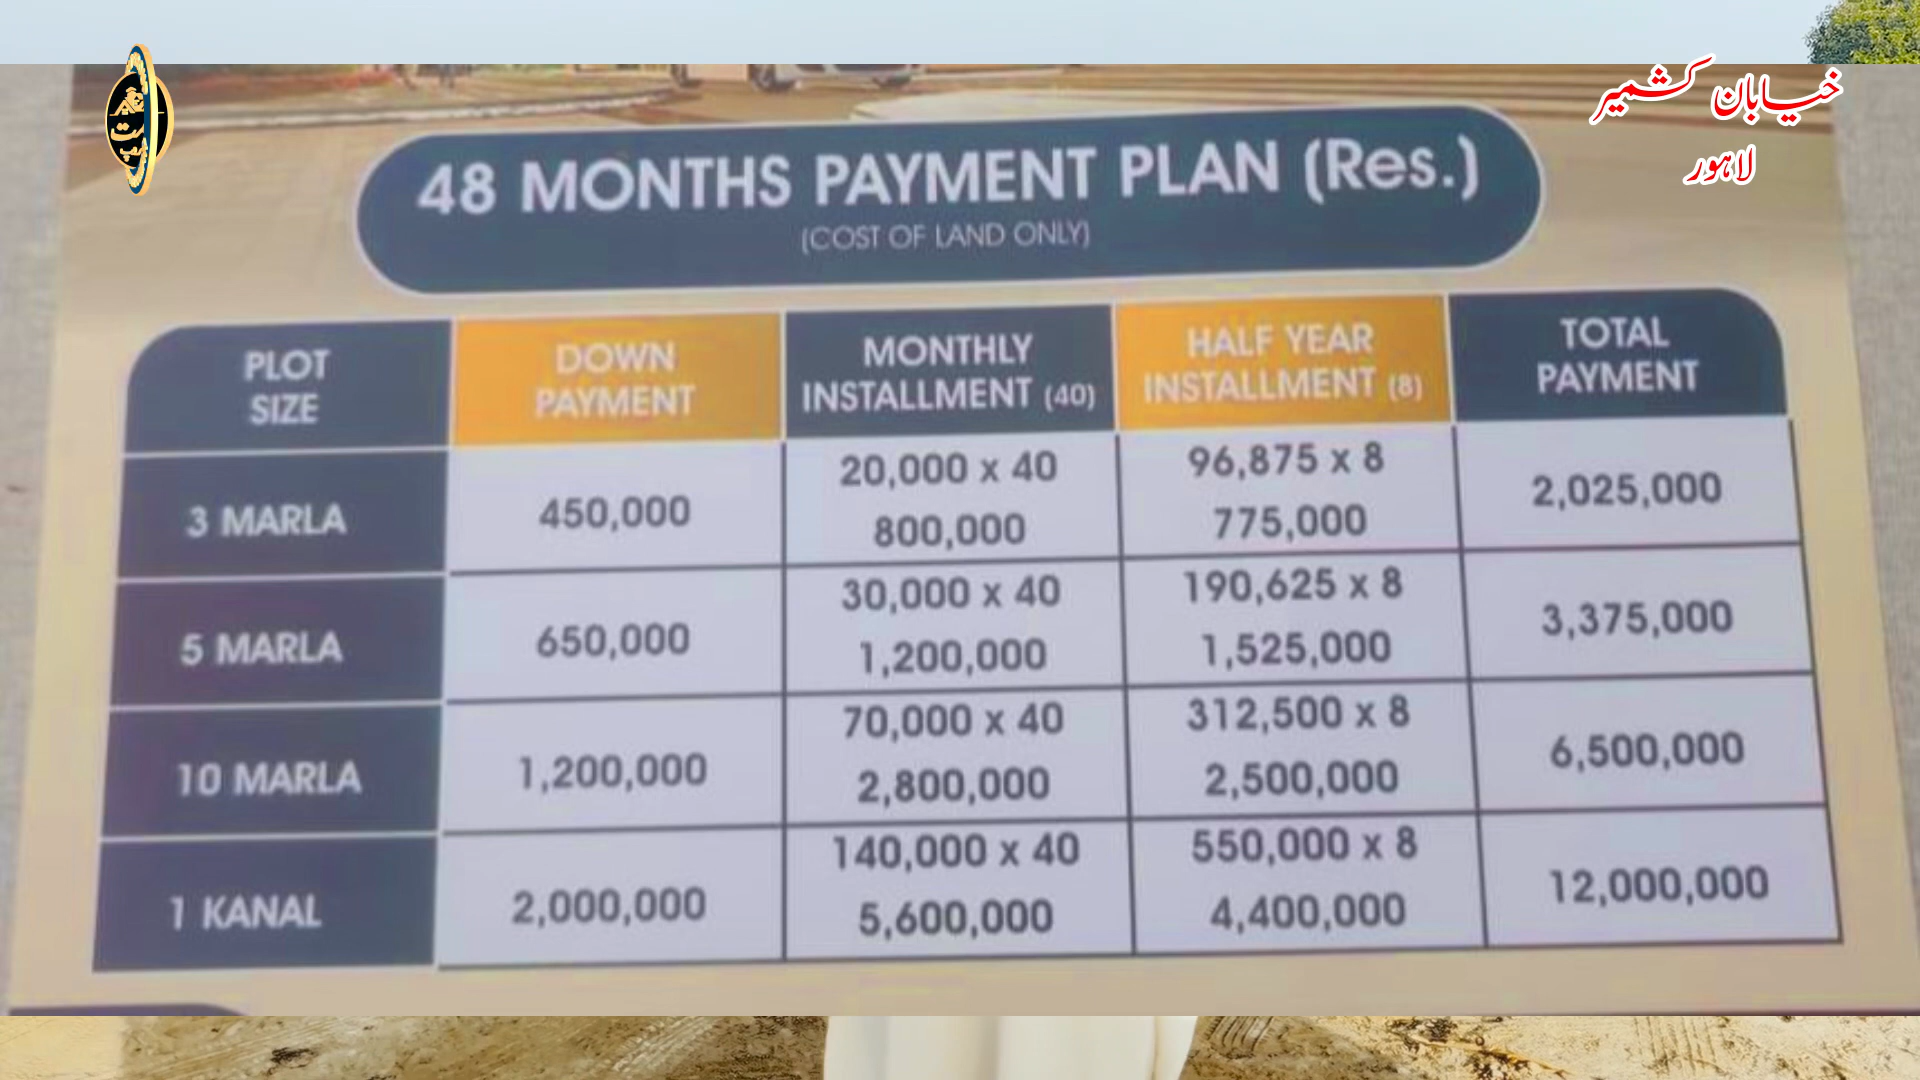 خیابان کشمیر
لاہور
48 MONTHS PAYMENT PLAN (Res.)
(COST OF LAND ONLY)
PLOT SIZE
DOWN PAYMENT
MONTHLY INSTALLMENT (40)
HALF YEAR INSTALLMENT (8)
TOTAL PAYMENT
3 MARLA
450,000
20,000 x 40
800,000
96,875 x 8
775,000
2,025,000
5 MARLA
650,000
30,000 x 40
1,200,000
190,625 x 8
1,525,000
3,375,000
10 MARLA
1,200,000
70,000 x 40
2,800,000
312,500 x 8
2,500,000
6,500,000
1 KANAL
2,000,000
140,000 x 40
5,600,000
550,000 x 8
4,400,000
12,000,000